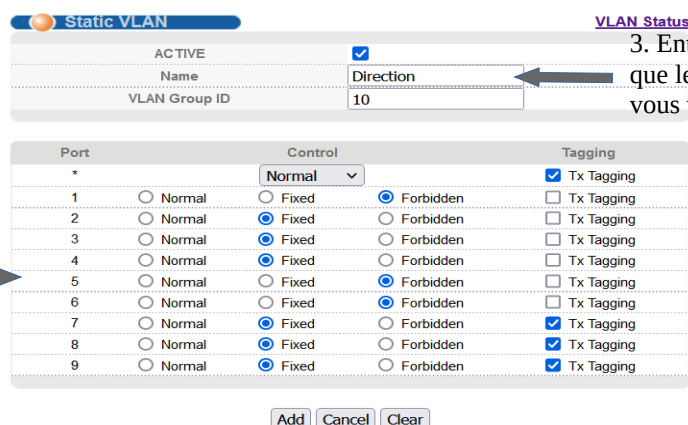 Static VLAN
VLAN Status
ACTIVE
Name Direction
VLAN Group ID 10
3. Ent
que le
vous
Port Control Tagging
* Normal Tx Tagging
1 Normal Fixed Forbidden Tx Tagging
2 Normal Fixed Forbidden Tx Tagging
3 Normal Fixed Forbidden Tx Tagging
4 Normal Fixed Forbidden Tx Tagging
5 Normal Fixed Forbidden Tx Tagging
6 Normal Fixed Forbidden Tx Tagging
7 Normal Fixed Forbidden Tx Tagging
8 Normal Fixed Forbidden Tx Tagging
9 Normal Fixed Forbidden Tx Tagging
Add Cancel Clear